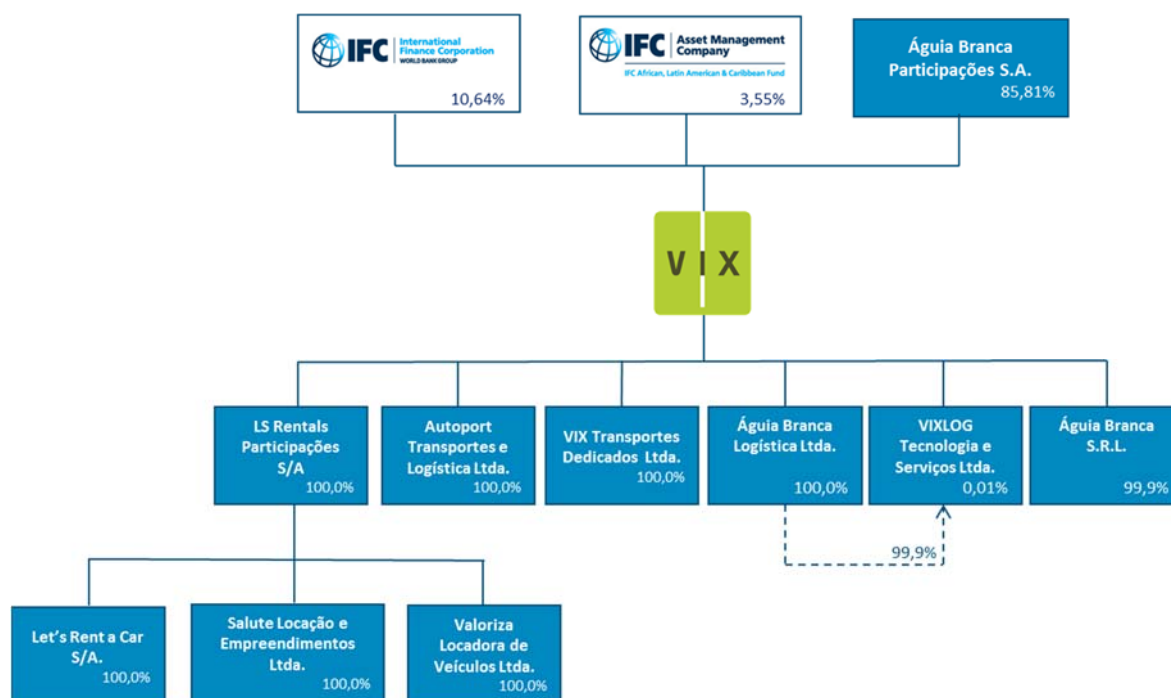 IFC
International
Finance Corporation
WORLD BANK GROUP
10,64%
IFC
Asset Management
Company
IFC African, Latin American & Caribbean Fund
3,55%
Águia Branca
Participações S.A.
85,81%
VIX
LS Rentals
Participações
S/A
100,0%
Autoport
Transportes e
Logística Ltda.
100,0%
VIX Transportes
Dedicados Ltda.
100,0%
Águia Branca
Logística Ltda.
100,0%
VIXLOG
Tecnologia e
Serviços Ltda.
0,01%
Águia Branca
S.R.L.
99,9%
99,9%
Let's Rent a Car
S/A.
100,0%
Salute Locação e
Empreendimentos
Ltda.
100,0%
Valoriza
Locadora de
Veículos Ltda.
100,0%